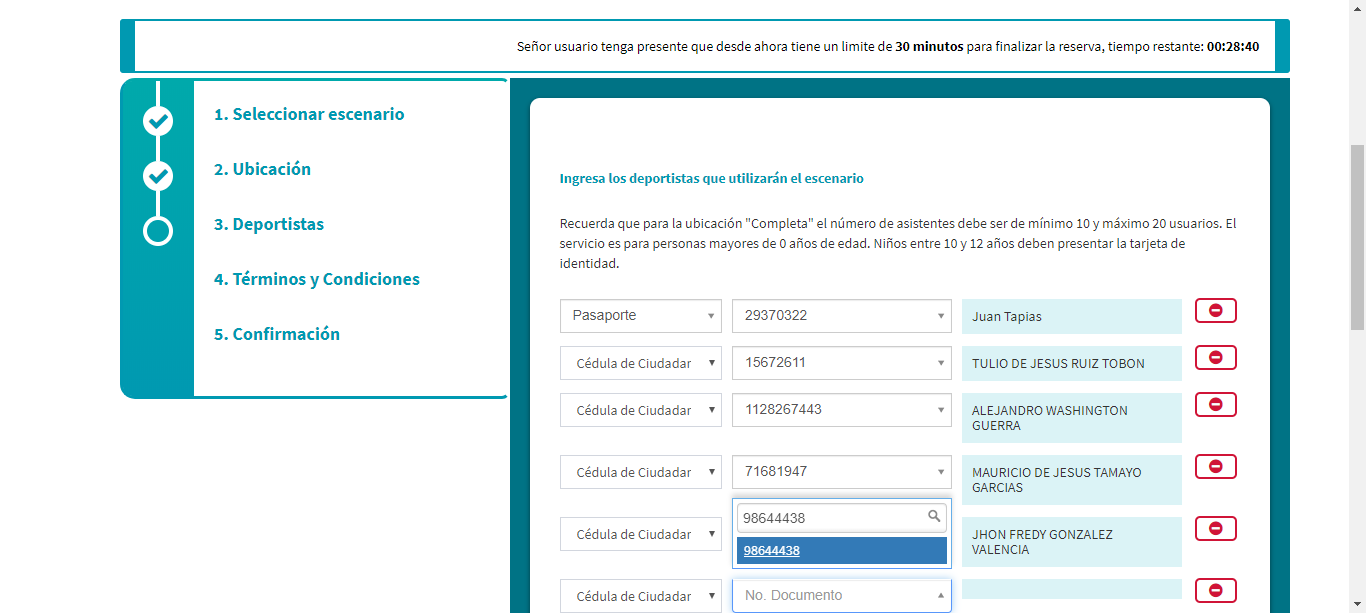 Señor usuario tenga presente que desde ahora tiene un limite de 30 minutos para finalizar la reserva, tiempo restante: 00:28:40
1. Seleccionar escenario
2. Ubicación
3. Deportistas
4. Términos y Condiciones
5. Confirmación
Ingresa los deportistas que utilizarán el escenario
Recuerda que para la ubicación "Completa" el número de asistentes debe ser de mínimo 10 y máximo 20 usuarios. El
servicio es para personas mayores de 0 años de edad. Niños entre 10 y 12 años deben presentar la tarjeta de
identidad.
Pasaporte 29370322 Juan Tapias
Cédula de Ciudadar 15672611 TULIO DE JESUS RUIZ TOBON
Cédula de Ciudadar 1128267443 ALEJANDRO WASHINGTON
GUERRA
Cédula de Ciudadar 71681947 MAURICIO DE JESUS TAMAYO
GARCIAS
98644438
Cédula de Ciudadar JHON FREDY GONZALEZ
VALENCIA
98644438
Cédula de Ciudadar No. Documento